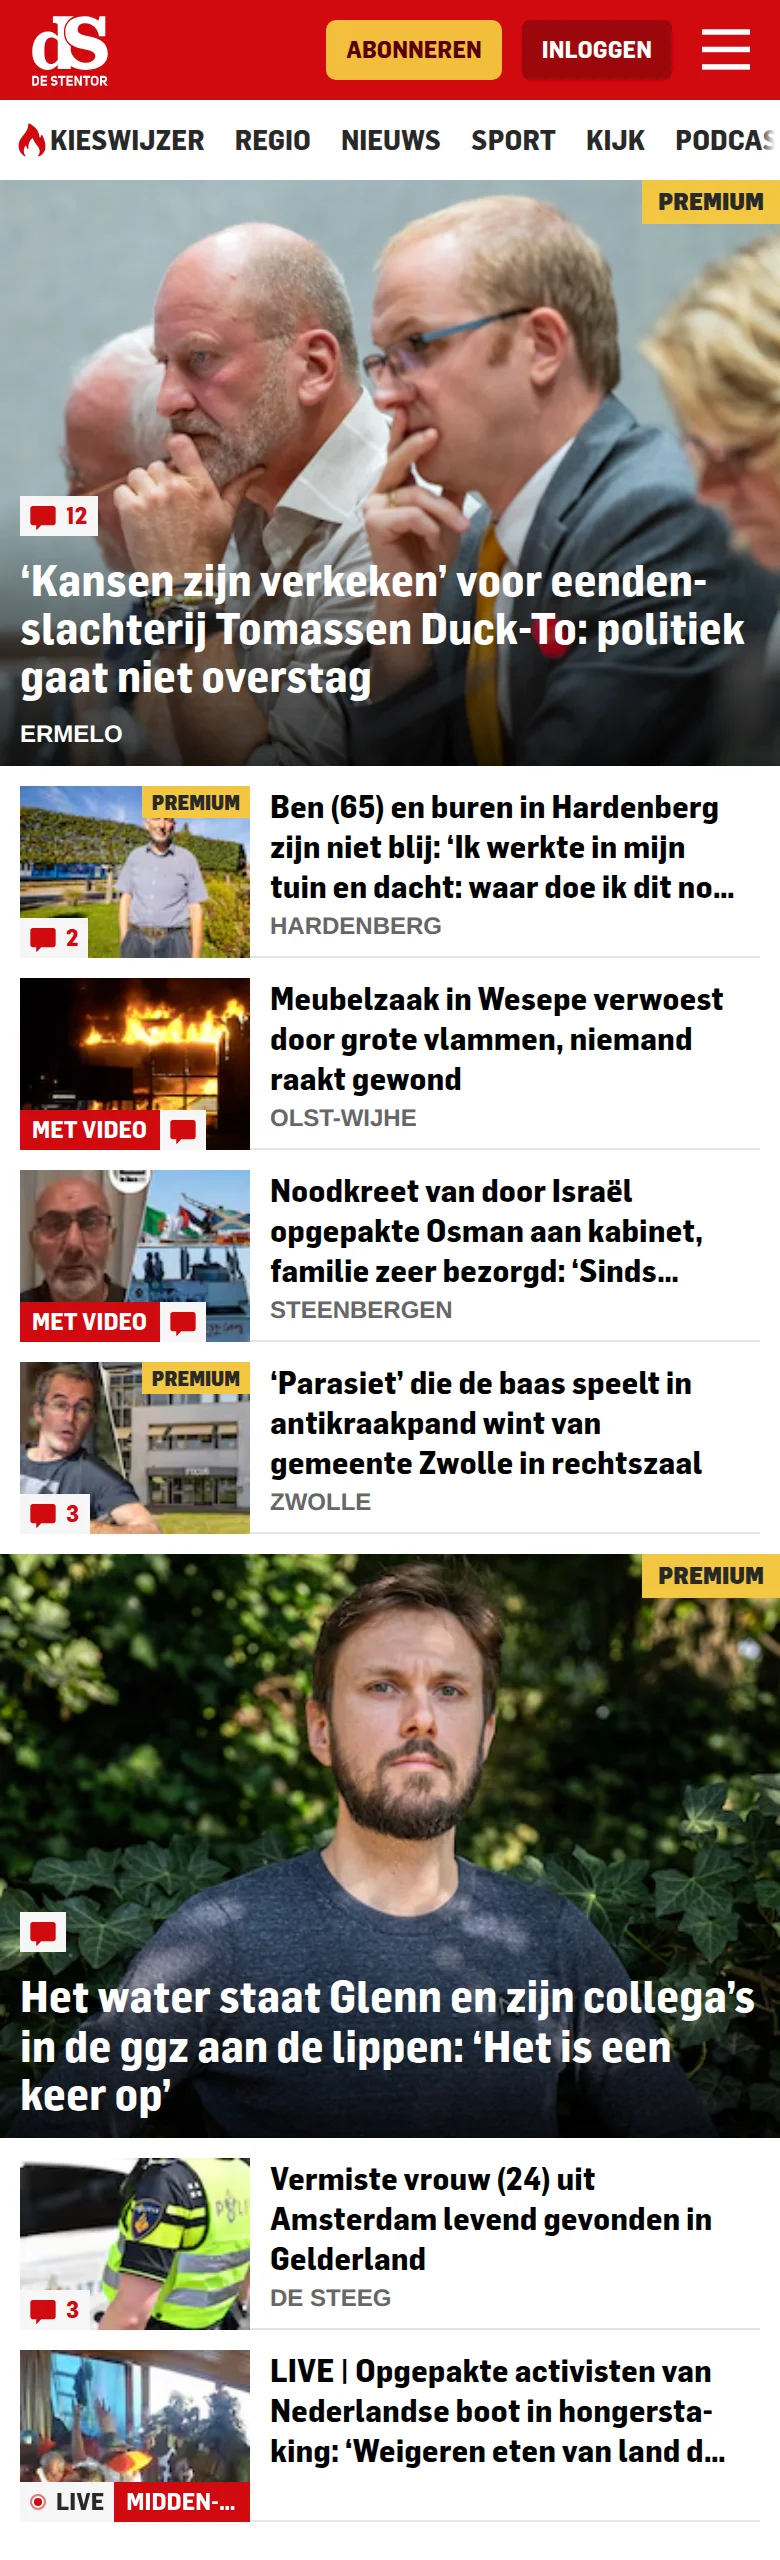 dS
DE STENTOR
ABONNEREN
INLOGGEN
KIESWIJZER REGIO NIEUWS SPORT KIJK PODCAS
PREMIUM
12
‘Kansen zijn verkeken’ voor eenden-
slachterij Tomassen Duck-To: politiek
gaat niet overstag
ERMELO
PREMIUM
2
Ben (65) en buren in Hardenberg
zijn niet blij: ‘Ik werkte in mijn
tuin en dacht: waar doe ik dit no...
HARDENBERG
MET VIDEO
Meubelzaak in Wesepe verwoest
door grote vlammen, niemand
raakt gewond
OLST-WIJHE
MET VIDEO
Noodkreet van door Israël
opgepakte Osman aan kabinet,
familie zeer bezorgd: ‘Sinds...
STEENBERGEN
PREMIUM
3
‘Parasiet’ die de baas speelt in
antikraakpand wint van
gemeente Zwolle in rechtszaal
ZWOLLE
PREMIUM
Het water staat Glenn en zijn collega’s
in de ggz aan de lippen: ‘Het is een
keer op’
3
Vermiste vrouw (24) uit
Amsterdam levend gevonden in
Gelderland
DE STEEG
LIVE MIDDEN-...
LIVE | Opgepakte activisten van
Nederlandse boot in hongersta-
king: ‘Weigeren eten van land d...